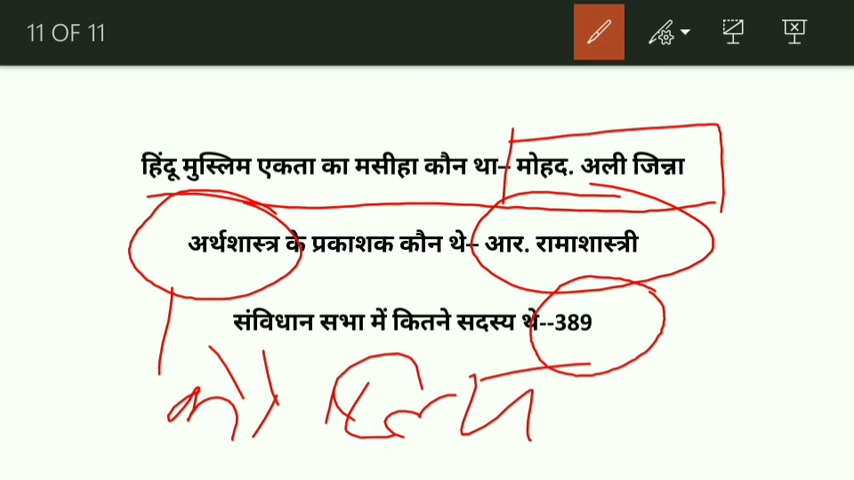 11 OF 11
हिंदू मुस्लिम एकता का मसीहा कौन था– मोहद. अली जिन्ना
अर्थशास्त्र के प्रकाशक कौन थे– आर. रामाशास्त्री
संविधान सभा में कितने सदस्य थे--389